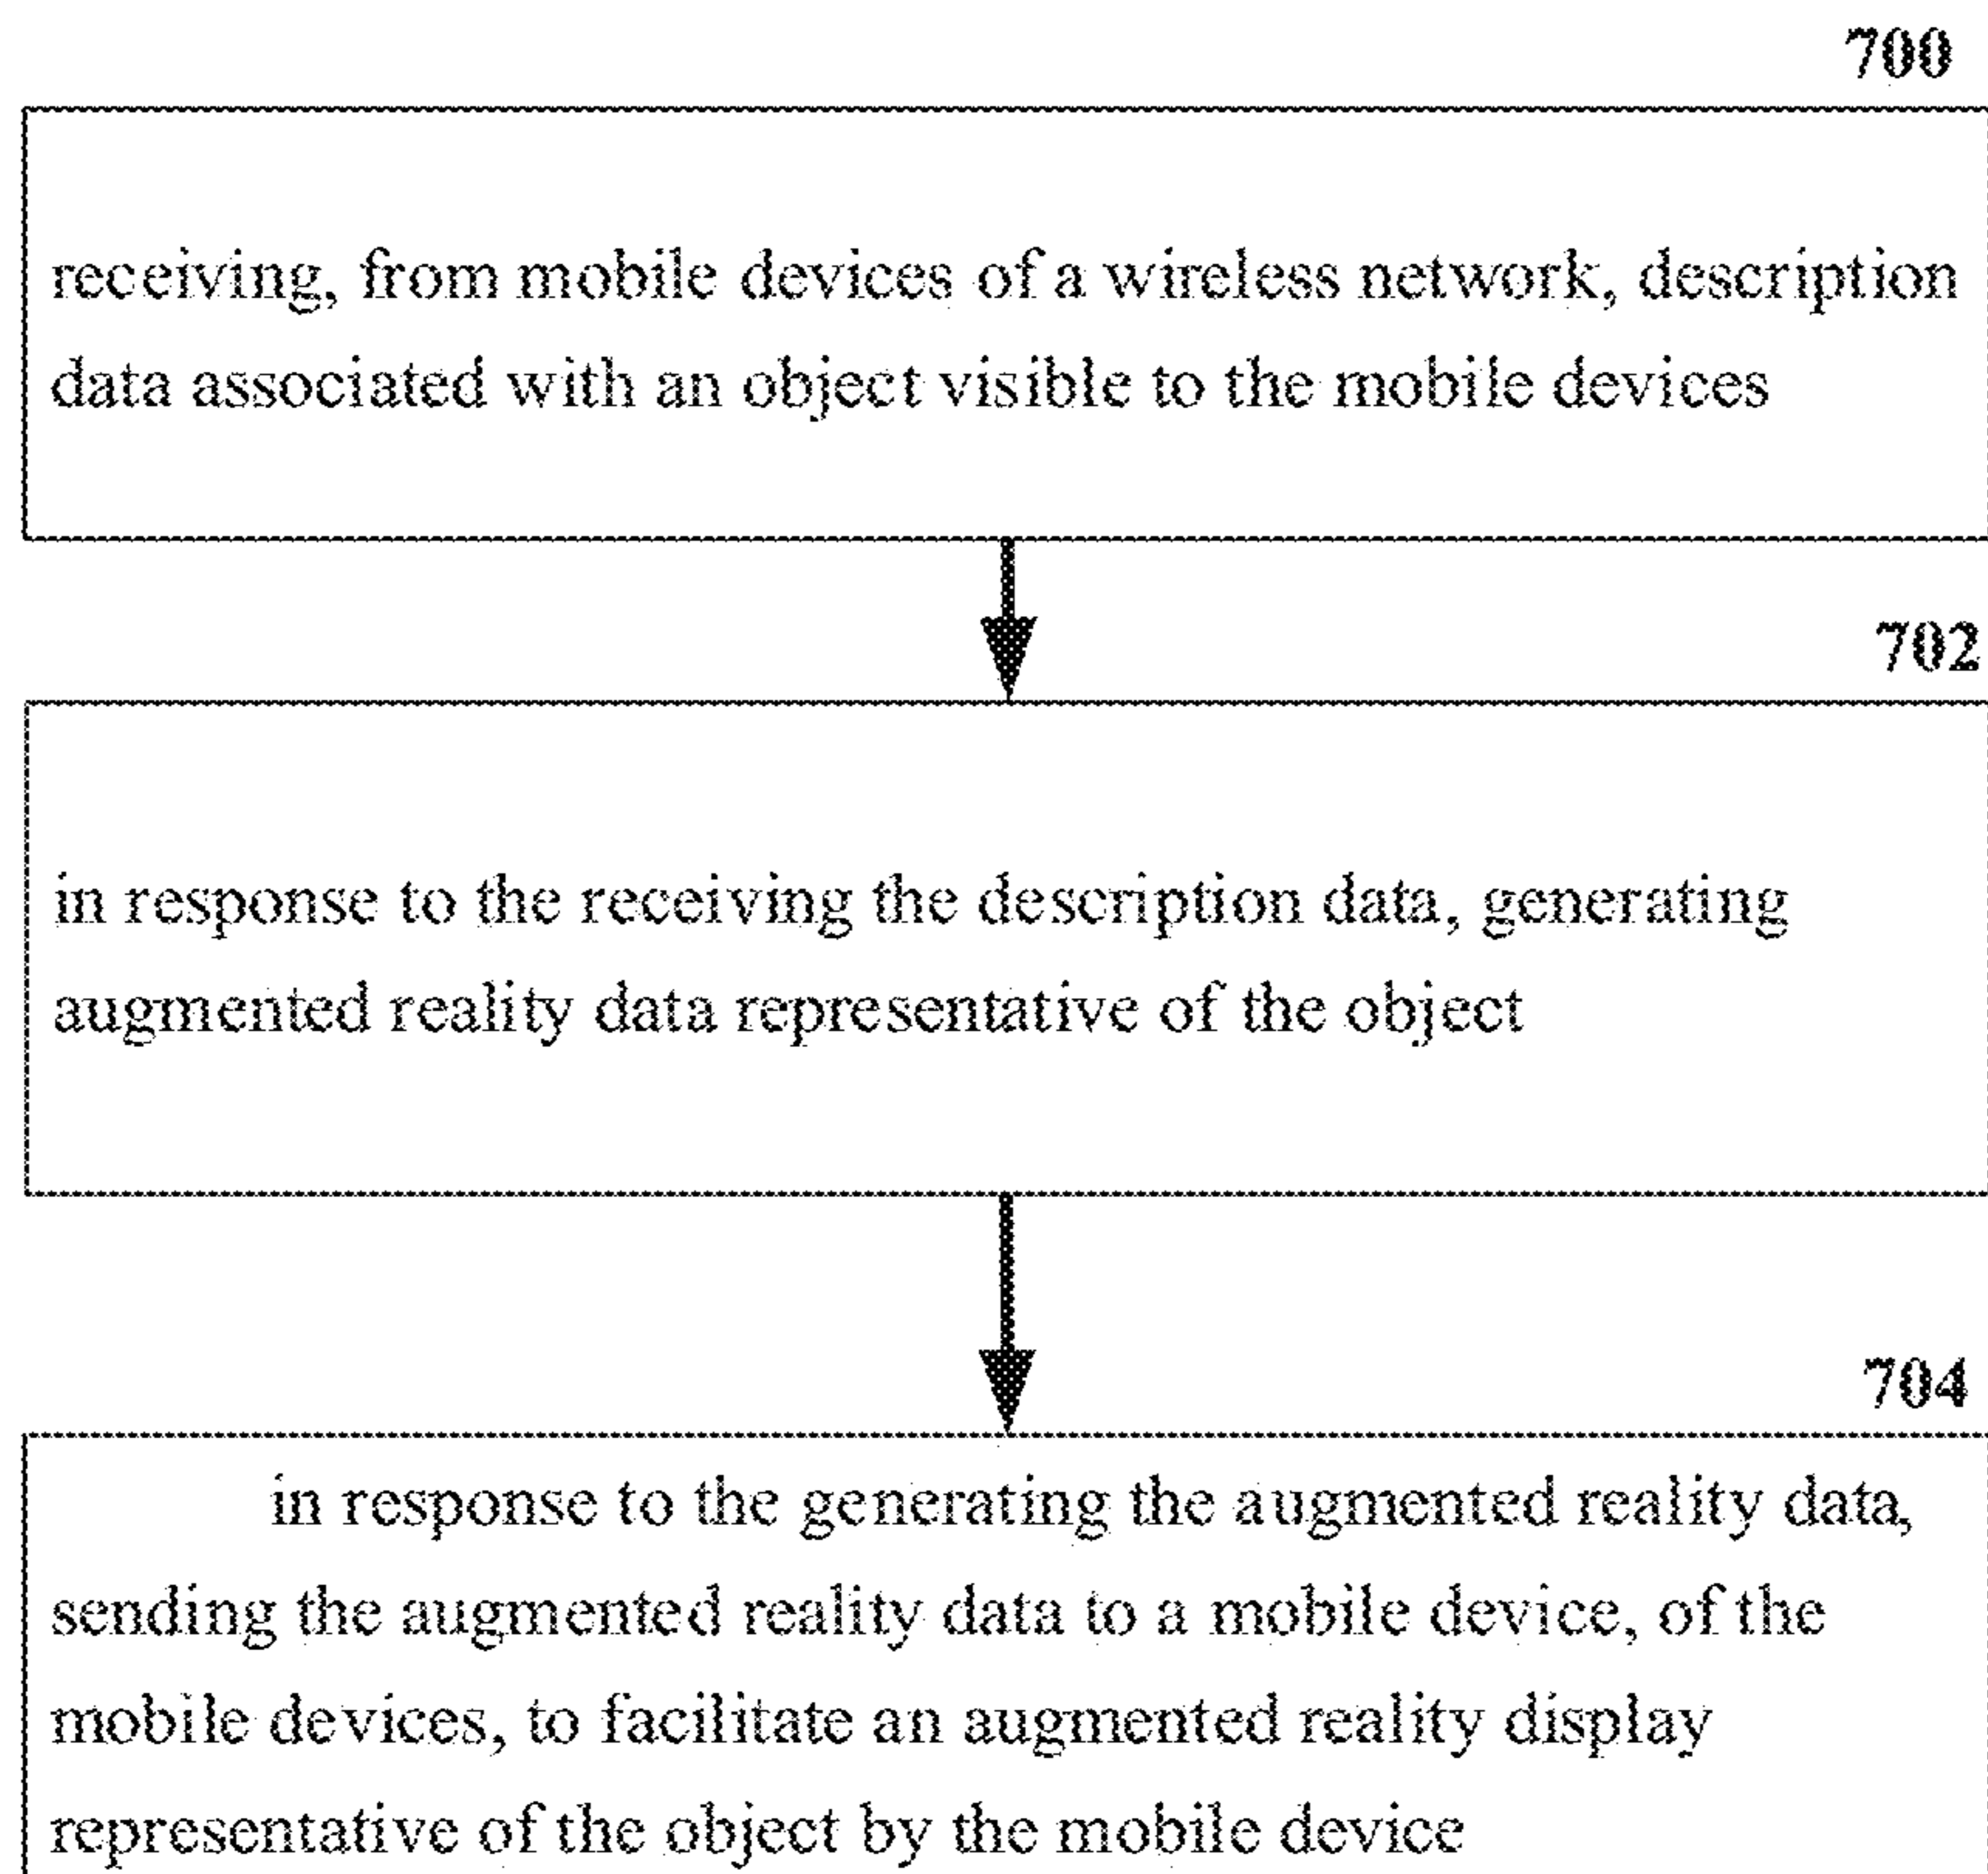 700
receiving, from mobile devices of a wireless network, description
data associated with an object visible to the mobile devices
702
in response to the receiving the description data, generating
augmented reality data representative of the object
704
in response to the generating the augmented reality data,
sending the augmented reality data to a mobile device, of the
mobile devices, to facilitate an augmented reality display
representative of the object by the mobile device